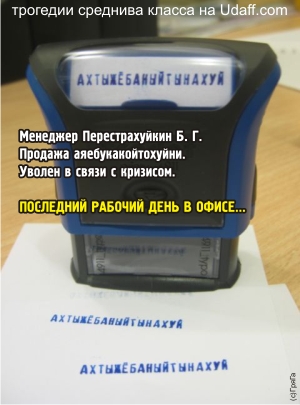 трогедии среднива класса на Udaff.com
АХТЫЖЁБАНЫЙТЫНАХУЙ
Менеджер Перестрахуйкин Б. Г.
Продажа аяебукакойтохуйни.
Уволен в связи с кризисом.
ПОСЛЕДНИЙ РАБОЧИЙ ДЕНЬ В ОФИСЕ...
АХТЫЖЁБАНЫЙТЫНАХУЙ
АХТЫЖЁБАНЫЙТЫНАХУЙ
(c)ГряГа